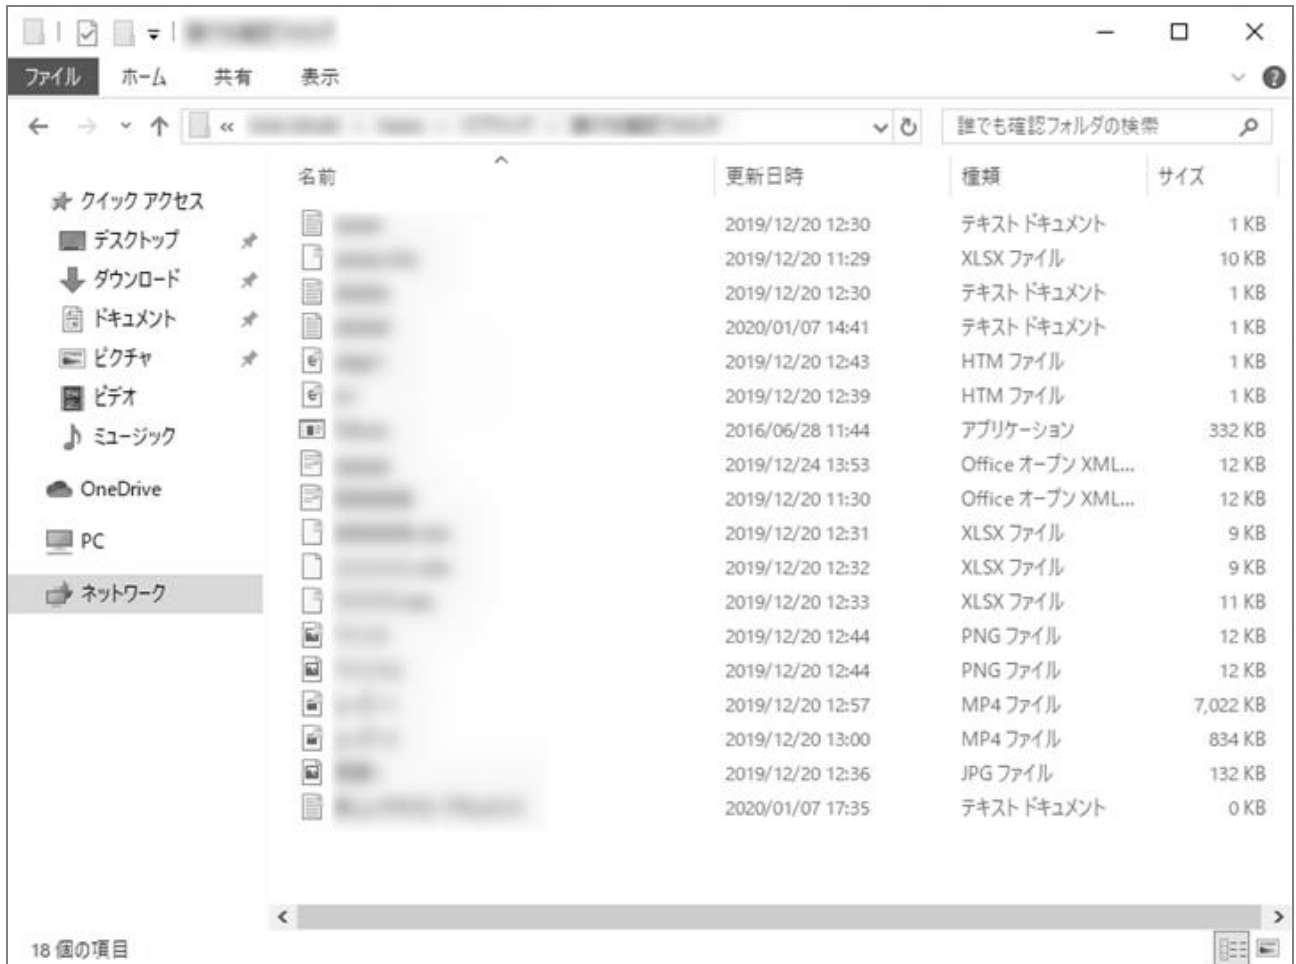 ファイル ホーム 共有 表示
« 誰でも確認フォルダの検索
名前 更新日時 種類 サイズ
クイック アクセス
デスクトップ
ダウンロード
ドキュメント
ピクチャ
ビデオ
ミュージック
OneDrive
PC
ネットワーク
2019/12/20 12:30 テキスト ドキュメント 1 KB
2019/12/20 11:29 XLSX ファイル 10 KB
2019/12/20 12:30 テキスト ドキュメント 1 KB
2020/01/07 14:41 テキスト ドキュメント 1 KB
2019/12/20 12:43 HTM ファイル 1 KB
2019/12/20 12:39 HTM ファイル 1 KB
2016/06/28 11:44 アプリケーション 332 KB
2019/12/24 13:53 Office オープン XML... 12 KB
2019/12/20 11:30 Office オープン XML... 12 KB
2019/12/20 12:31 XLSX ファイル 9 KB
2019/12/20 12:32 XLSX ファイル 9 KB
2019/12/20 12:33 XLSX ファイル 11 KB
2019/12/20 12:44 PNG ファイル 12 KB
2019/12/20 12:44 PNG ファイル 12 KB
2019/12/20 12:57 MP4 ファイル 7,022 KB
2019/12/20 13:00 MP4 ファイル 834 KB
2019/12/20 12:36 JPG ファイル 132 KB
2020/01/07 17:35 テキスト ドキュメント 0 KB
18 個の項目